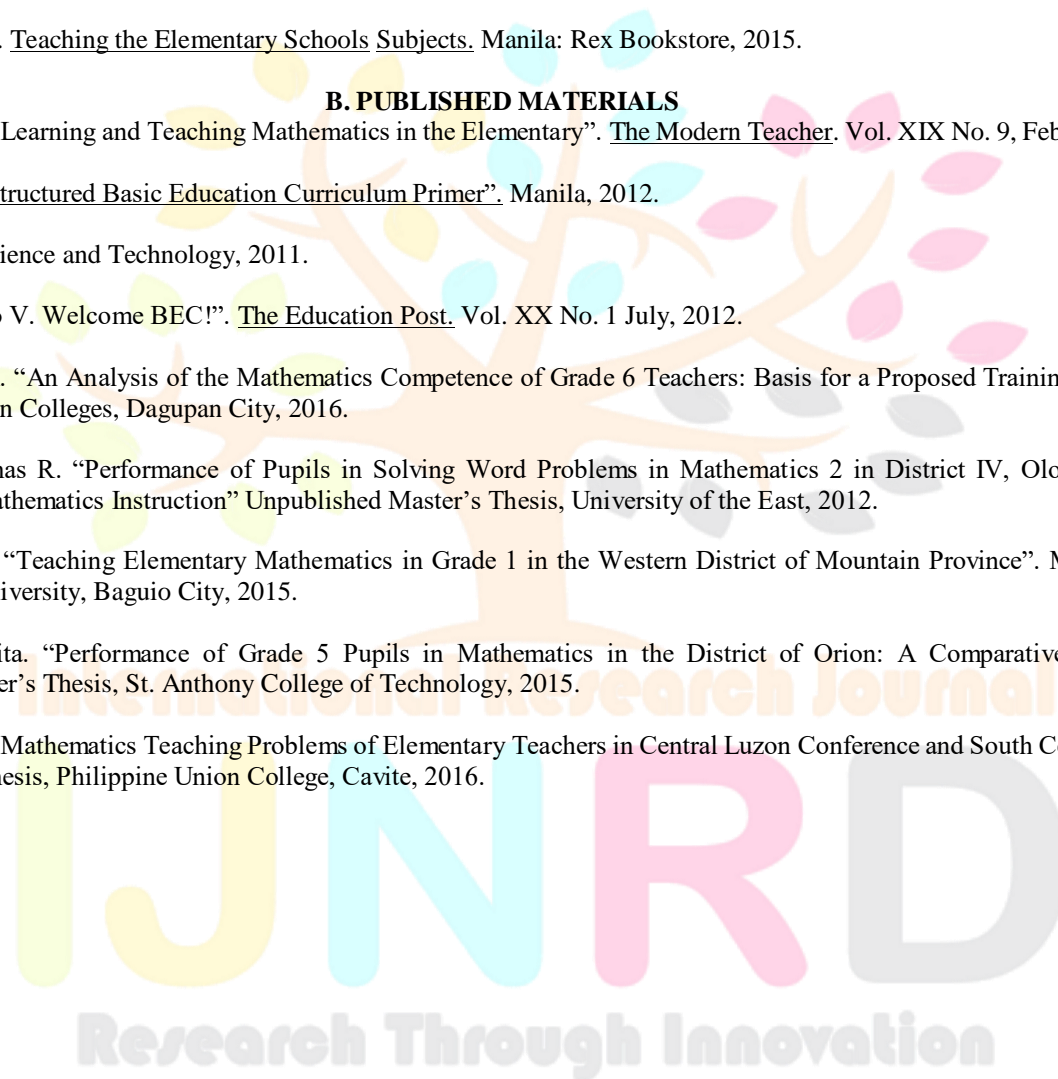 . Teaching the Elementary Schools Subjects. Manila: Rex Bookstore, 2015.
B. PUBLISHED MATERIALS
Learning and Teaching Mathematics in the Elementary”. The Modern Teacher. Vol. XIX No. 9, Feb
tructured Basic Education Curriculum Primer”. Manila, 2012.
ience and Technology, 2011.
o V. Welcome BEC!”. The Education Post. Vol. XX No. 1 July, 2012.
. “An Analysis of the Mathematics Competence of Grade 6 Teachers: Basis for a Proposed Training
n Colleges, Dagupan City, 2016.
nas R. “Performance of Pupils in Solving Word Problems in Mathematics 2 in District IV, Olo
athematics Instruction” Unpublished Master’s Thesis, University of the East, 2012.
“Teaching Elementary Mathematics in Grade 1 in the Western District of Mountain Province”. M
iversity, Baguio City, 2015.
ita. “Performance of Grade 5 Pupils in Mathematics in the District of Orion: A Comparative
er’s Thesis, St. Anthony College of Technology, 2015.
International Research Journal
Mathematics Teaching Problems of Elementary Teachers in Central Luzon Conference and South Ce
hesis, Philippine Union College, Cavite, 2016.
IJNRD
Research Through Innovation